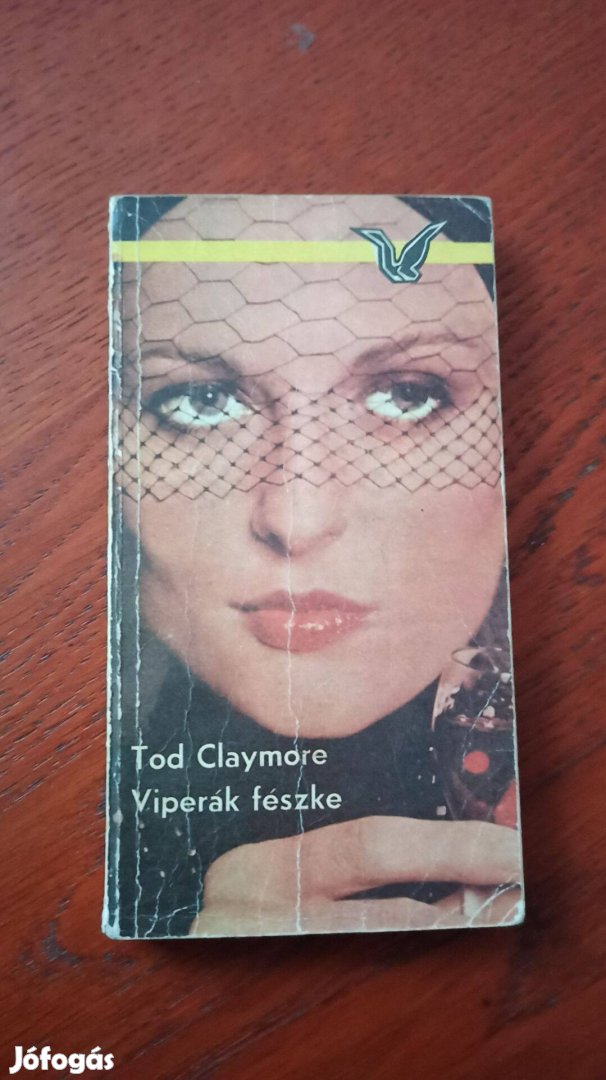 Tod Claymore
Viperák fészke
Jófogás